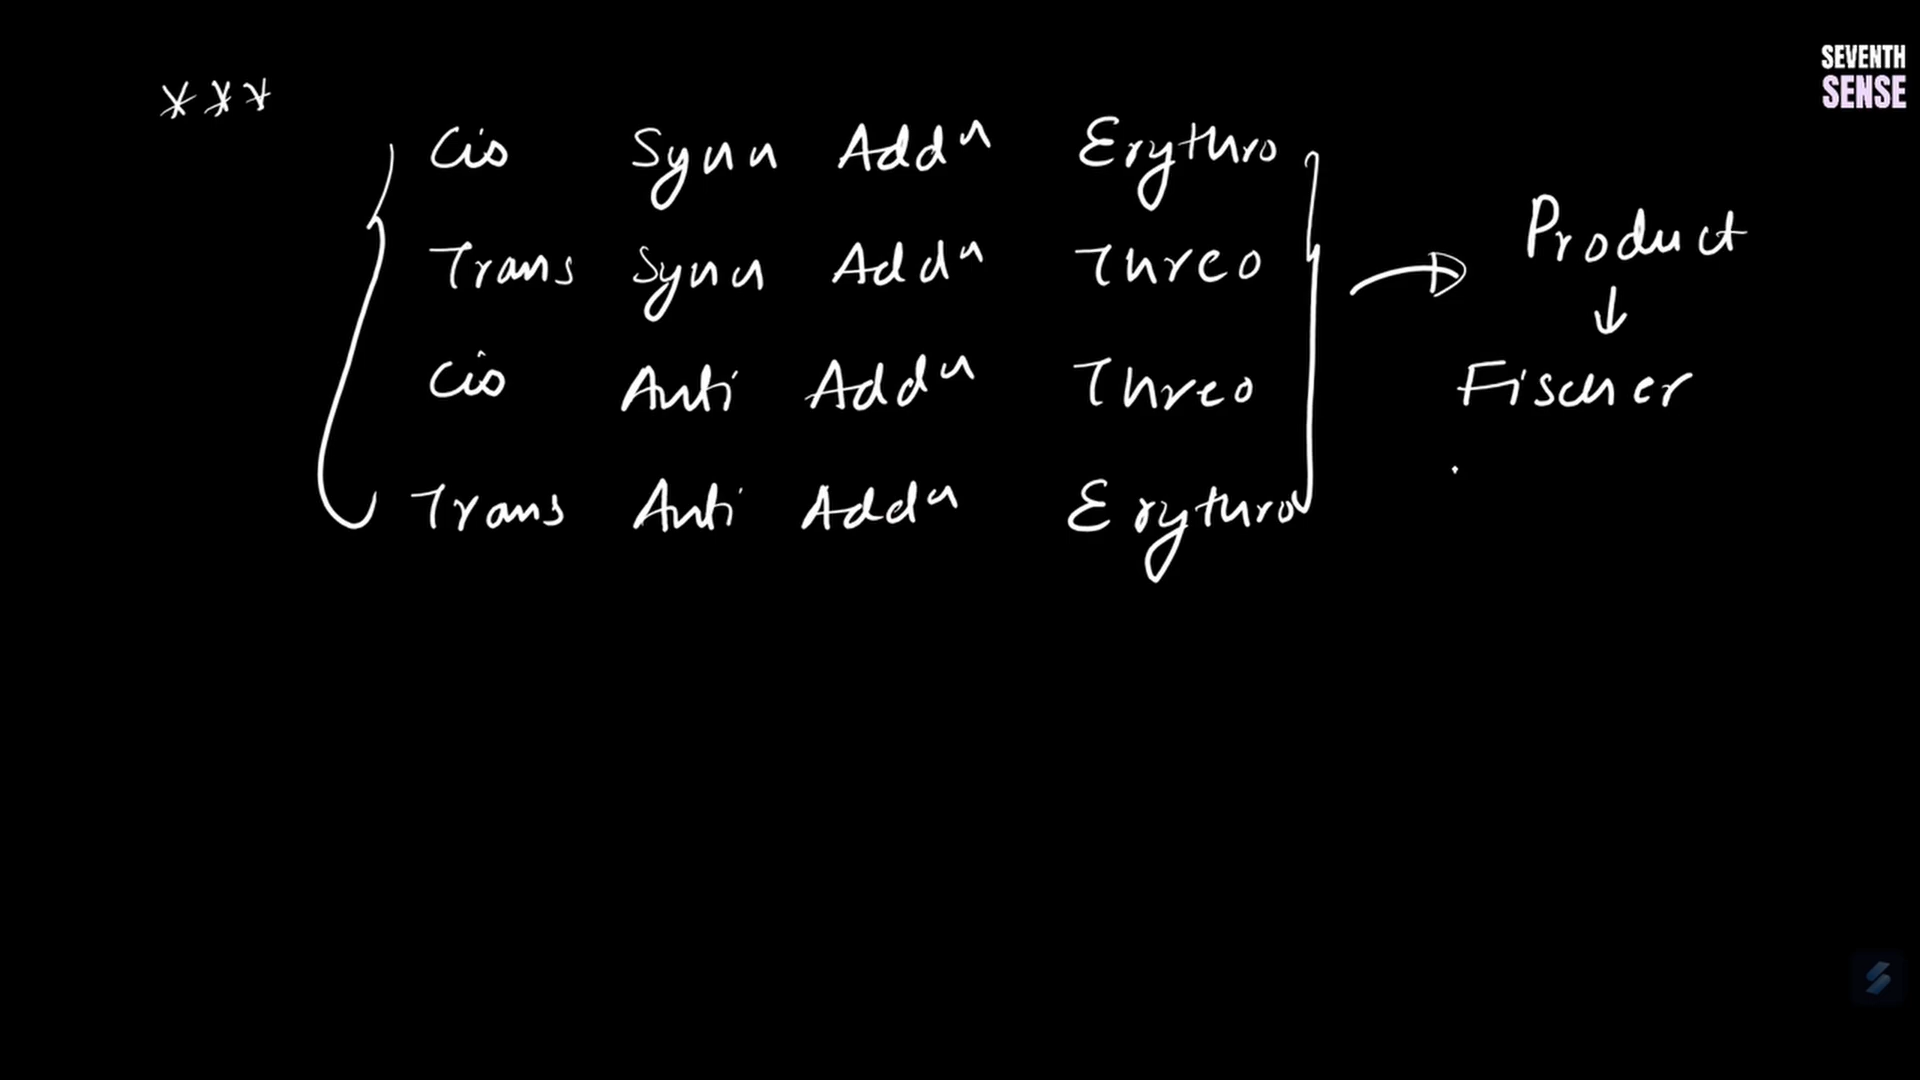 SEVENTH
SENSE
***
Cis Synn Addn Erythro
Trans Synn Addn Threo
Cis Anti Addn Threo
Trans Anti Addn Erythro
Product
↓
Fischer